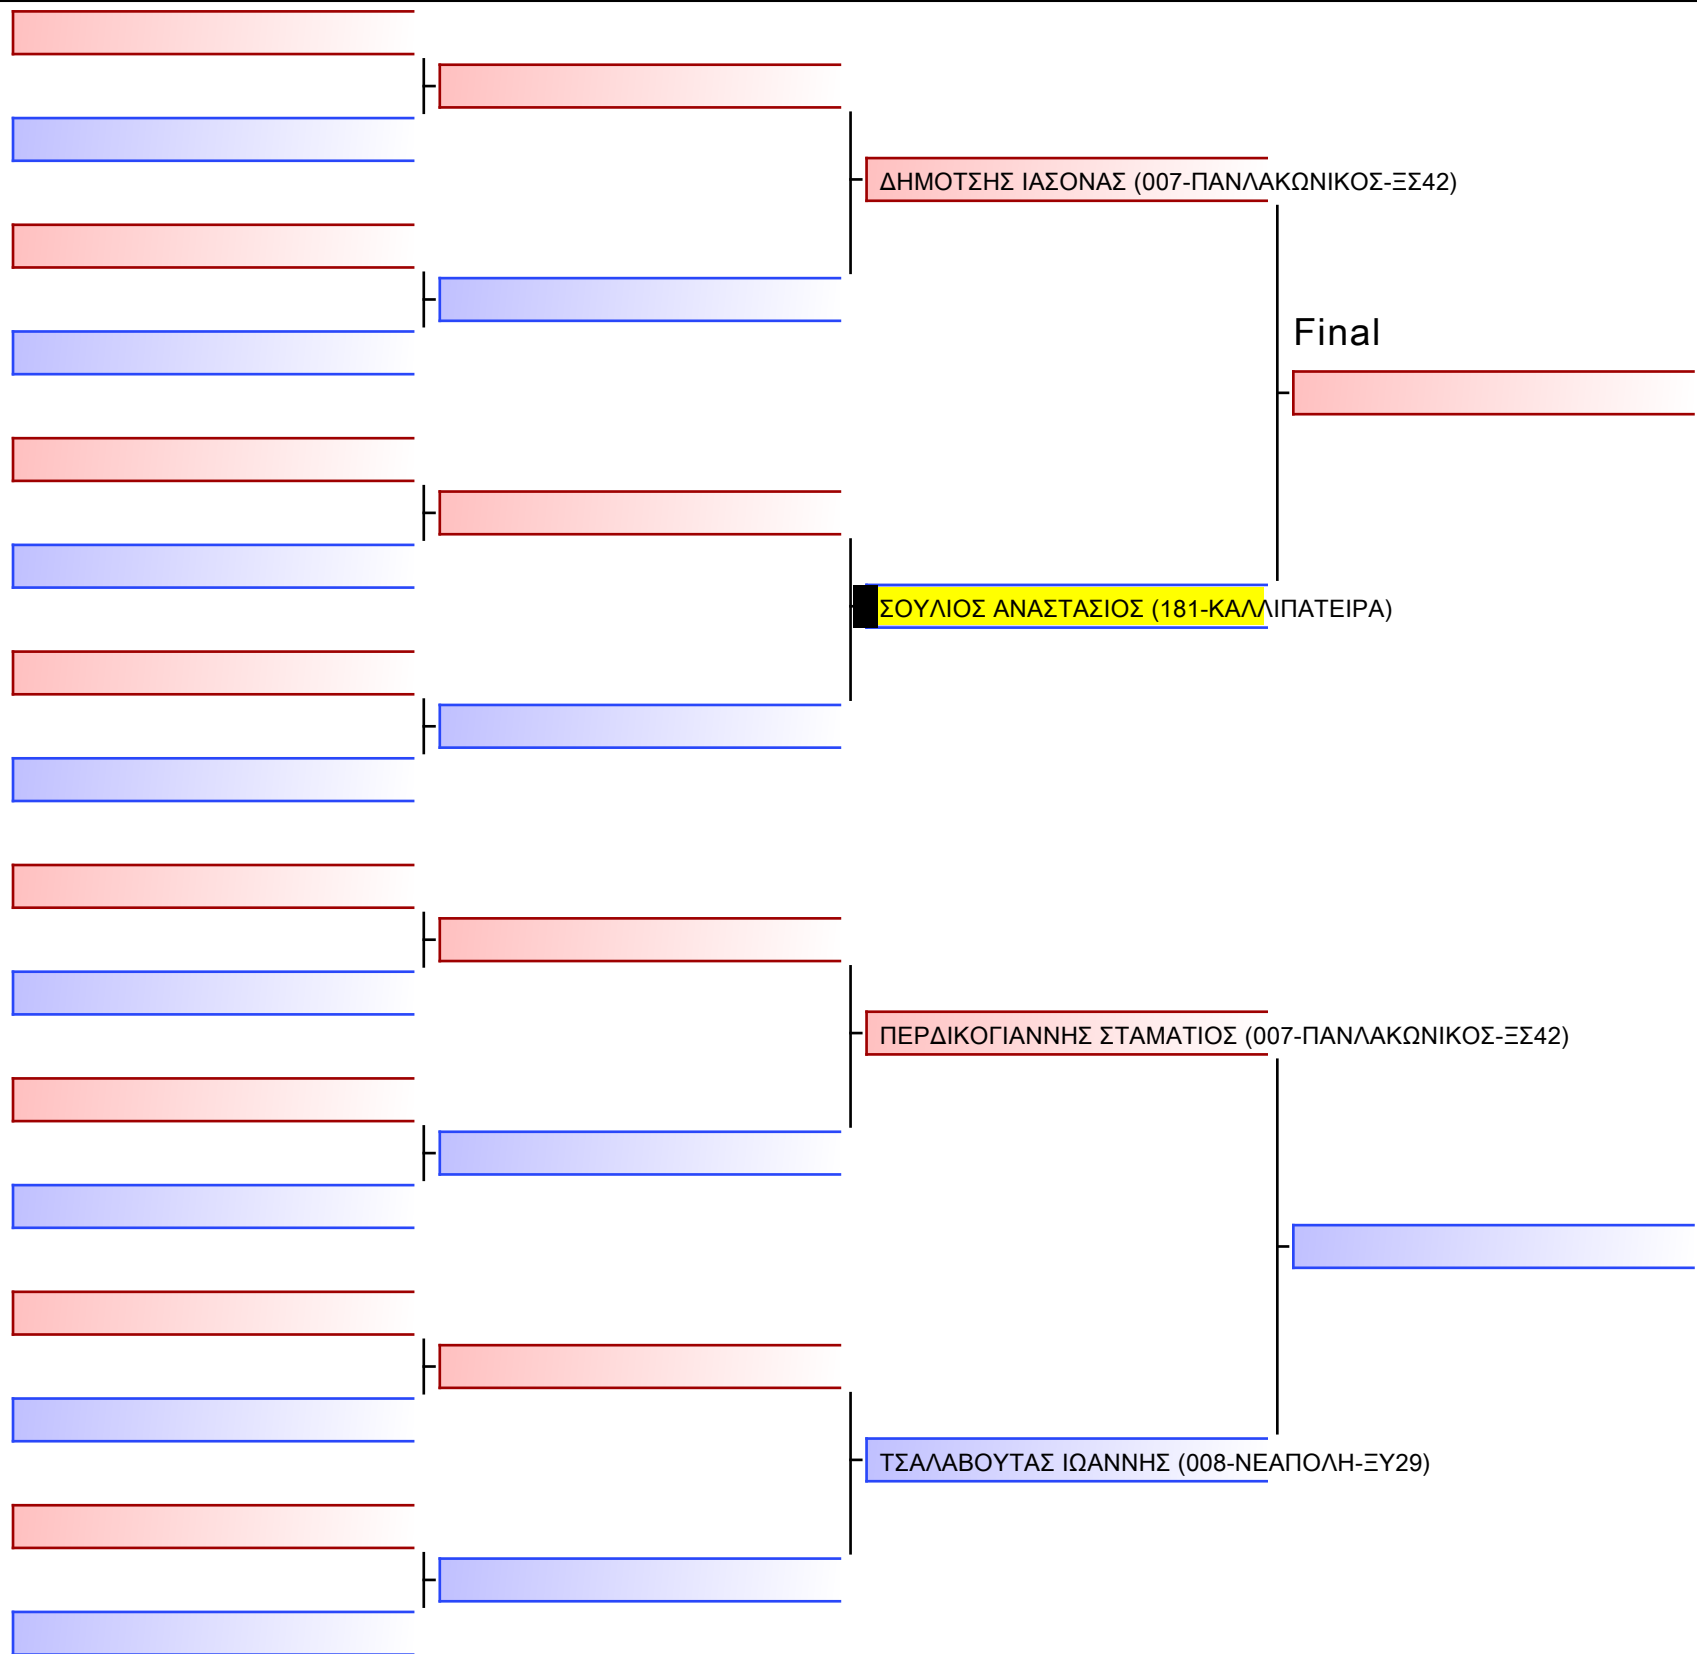 ΔΗΜΟΤΣΗΣ ΙΑΣΟΝΑΣ (007-ΠΑΝΛΑΚΩΝΙΚΟΣ-ΞΣ42)
Final
ΣΟΥΛΙΟΣ ΑΝΑΣΤΑΣΙΟΣ (181-ΚΑΛΛΙΠΑΤΕΙΡΑ)
ΠΕΡΔΙΚΟΓΙΑΝΝΗΣ ΣΤΑΜΑΤΙΟΣ (007-ΠΑΝΛΑΚΩΝΙΚΟΣ-ΞΣ42)
ΤΣΑΛΑΒΟΥΤΑΣ ΙΩΑΝΝΗΣ (008-ΝΕΑΠΟΛΗ-ΞΥ29)